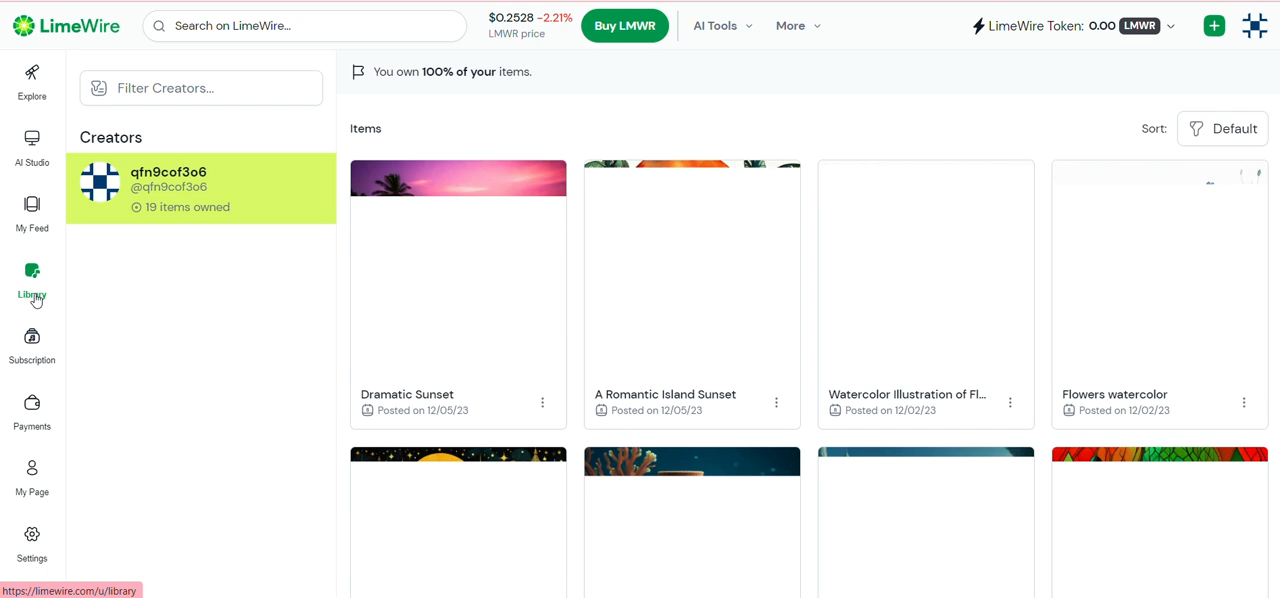 LimeWire
Search on LimeWire...
$0.2528 -2.21%
LMWR price
Buy LMWR
AI Tools
More
LimeWire Token: 0.00 LMWR
Explore
AI Studio
My Feed
Library
Subscription
Payments
My Page
Settings
Filter Creators...
Creators
qfn9cof3o6
@qfn9cof3o6
19 items owned
You own 100% of your items.
Items
Sort: Default
Dramatic Sunset
Posted on 12/05/23
A Romantic Island Sunset
Posted on 12/05/23
Watercolor Illustration of Fl...
Posted on 12/02/23
Flowers watercolor
Posted on 12/02/23
https://limewire.com/u/library